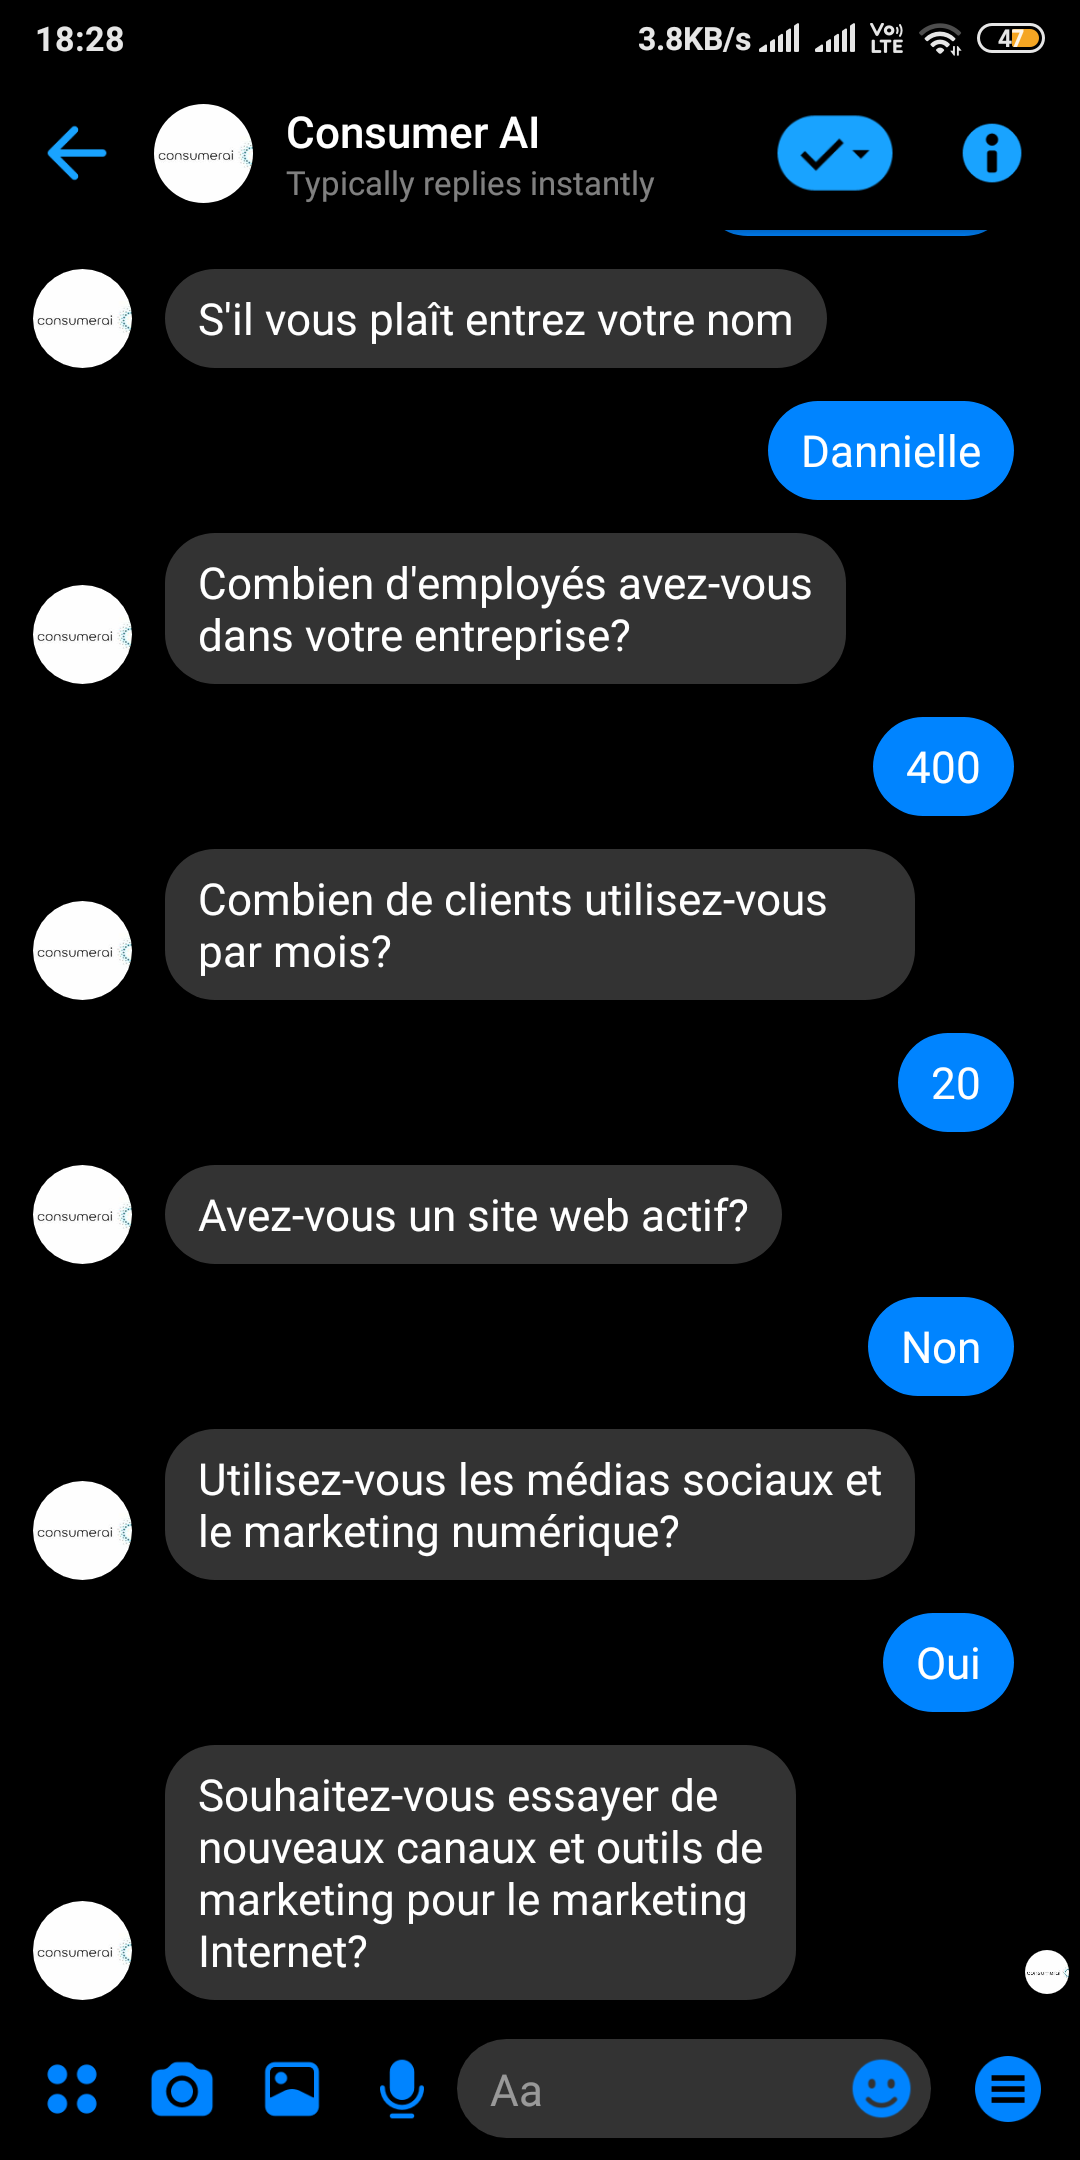 18:28
3.8KB/s
Vo))
LTE
47
Consumer AI
consumerai
Typically replies instantly
S'il vous plaît entrez votre nom
consumerai
Dannielle
Combien d'employés avez-vous
dans votre entreprise?
consumerai
400
Combien de clients utilisez-vous
par mois?
consumerai
20
Avez-vous un site web actif?
consumerai
Non
Utilisez-vous les médias sociaux et
le marketing numérique?
consumerai
Oui
Souhaitez-vous essayer de
nouveaux canaux et outils de
marketing pour le marketing
Internet?
consumerai
consumerai
Aa